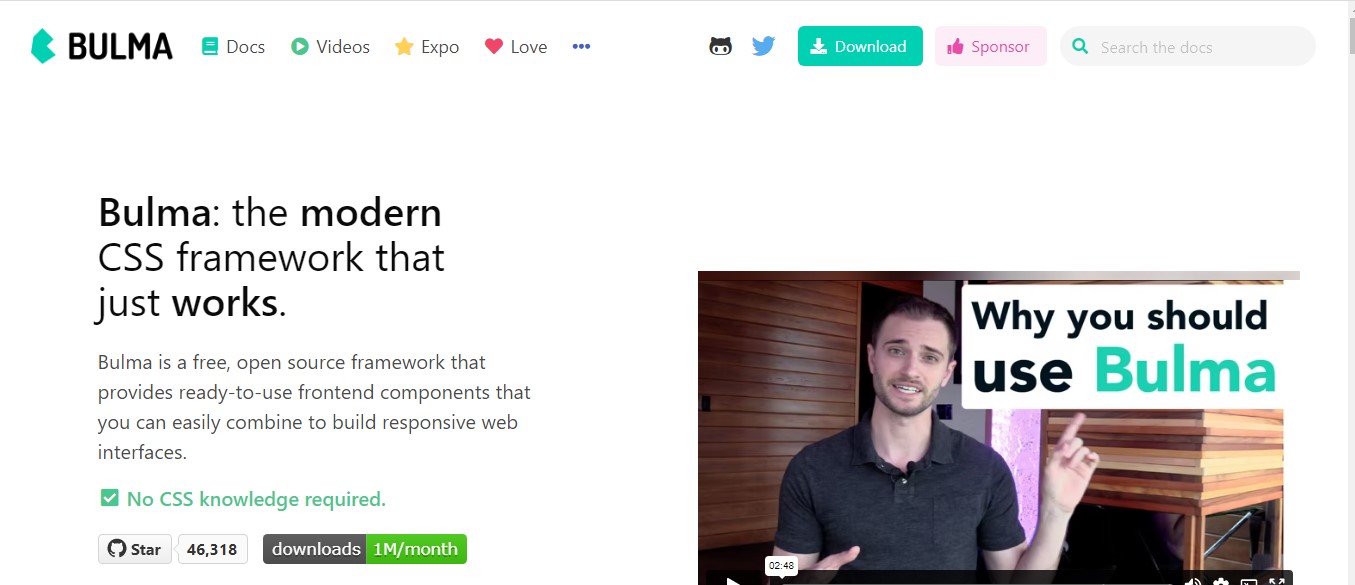 BULMA
Docs
Videos
Expo
Love
Download
Sponsor
Search the docs
Bulma: the modern
CSS framework that
just works.
Bulma is a free, open source framework that
provides ready-to-use frontend components that
you can easily combine to build responsive web
interfaces.
No CSS knowledge required.
Star
46,318
downloads 1M/month
Why you should
use Bulma
02:48